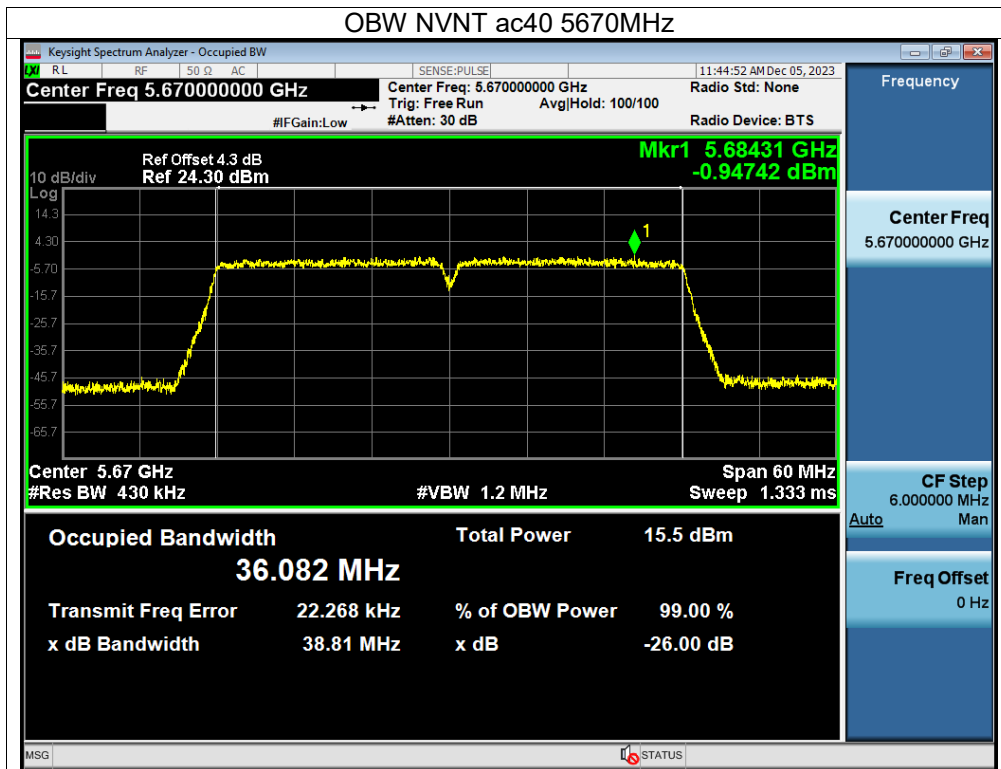 OBW NVNT ac40 5670MHz
Keysight Spectrum Analyzer - Occupied BW
LXI RL RF 50 Ω AC SENSE:PULSE 11:44:52 AM Dec 05, 2023
Center Freq 5.670000000 GHz Center Freq: 5.670000000 GHz Radio Std: None
Trig: Free Run Avg|Hold: 100/100
#IFGain:Low #Atten: 30 dB Radio Device: BTS
Frequency
Mkr1 5.68431 GHz
-0.94742 dBm
Ref Offset 4.3 dB
10 dB/div Ref 24.30 dBm
Log
14.3
4.30
-5.70
-15.7
-25.7
-35.7
-45.7
-55.7
-65.7
1
Center 5.67 GHz Span 60 MHz
#Res BW 430 kHz #VBW 1.2 MHz Sweep 1.333 ms
Occupied Bandwidth Total Power 15.5 dBm
36.082 MHz
Transmit Freq Error 22.268 kHz % of OBW Power 99.00 %
x dB Bandwidth 38.81 MHz x dB -26.00 dB
Center Freq
5.670000000 GHz
CF Step
6.000000 MHz
Auto Man
Freq Offset
0 Hz
MSG STATUS